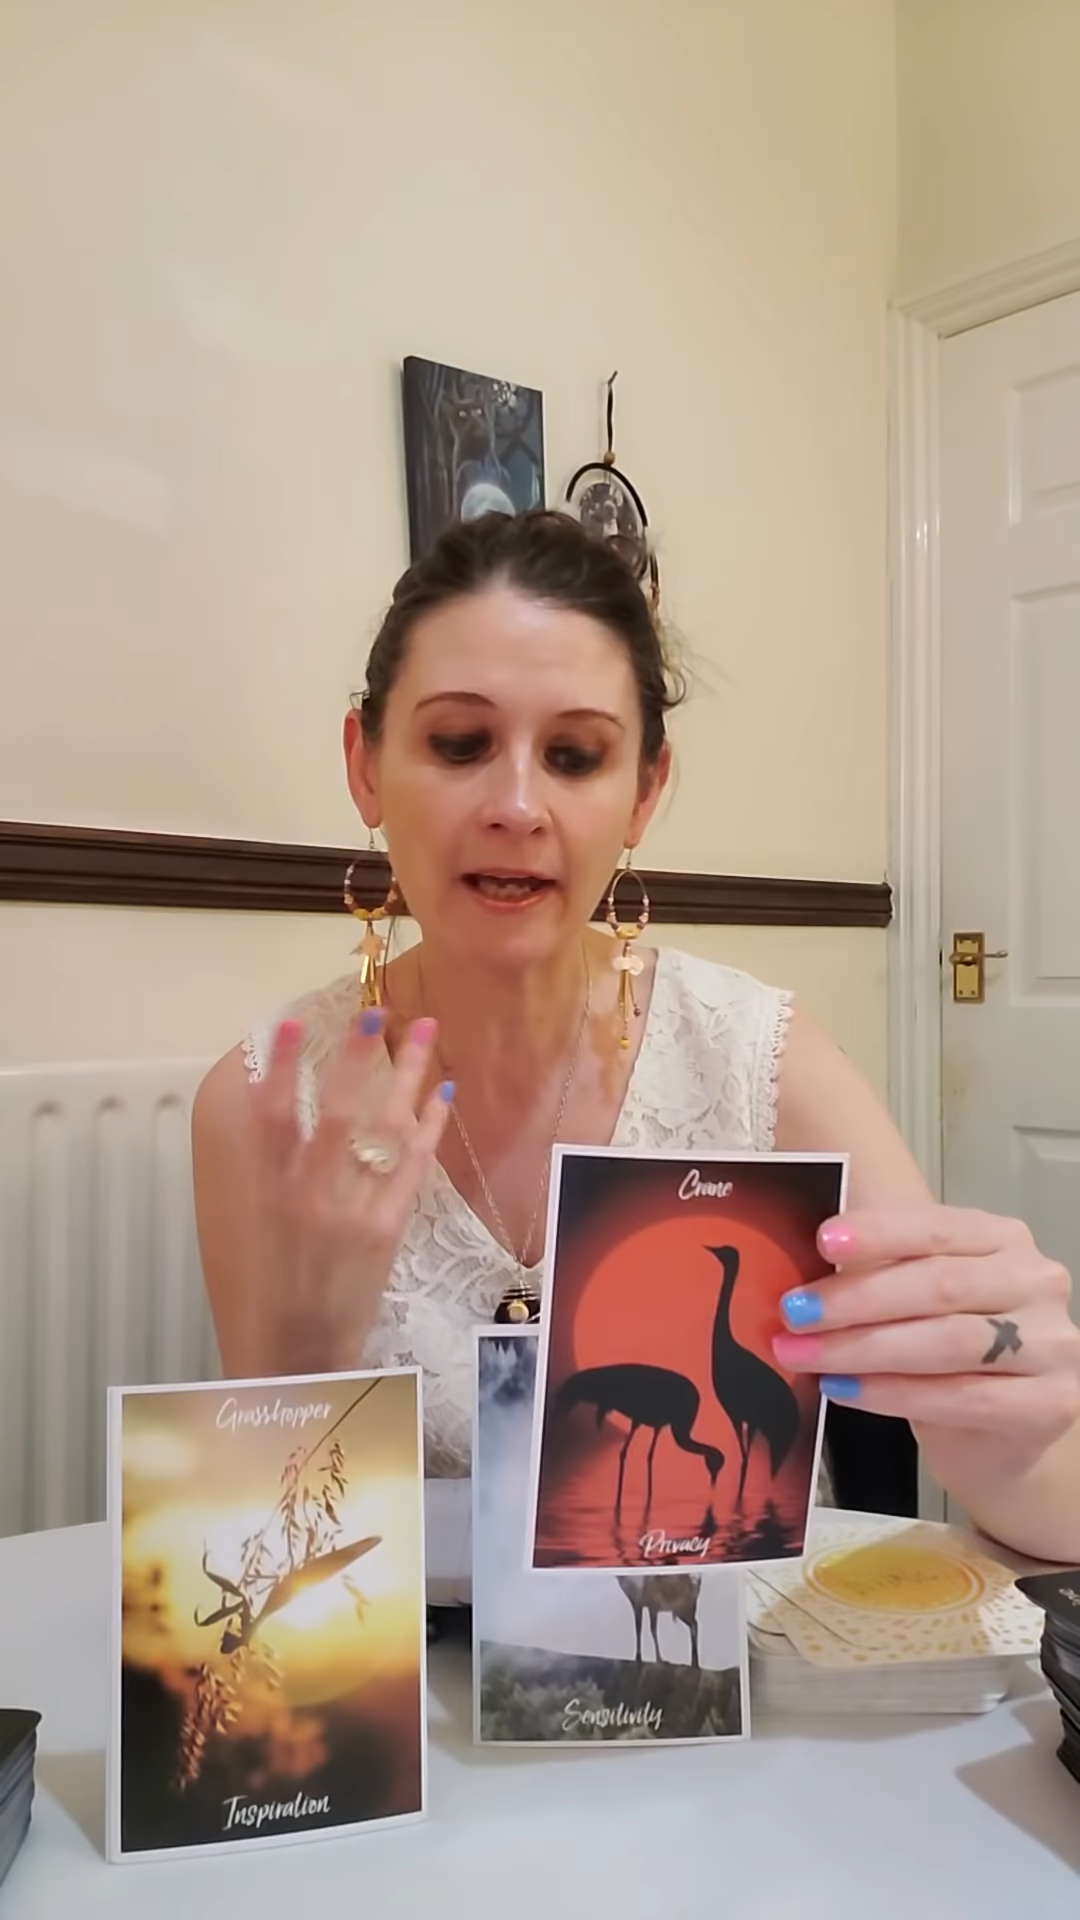 Crane
Privacy
Grasshopper
Inspiration
Sensitivity